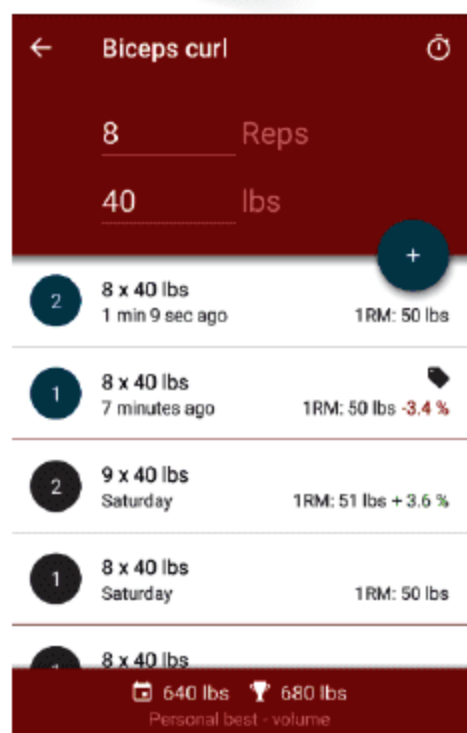 Biceps curl
8 Reps
40 lbs
+
2
8 x 40 lbs
1 min 9 sec ago
1RM: 50 lbs
1
8 x 40 lbs
7 minutes ago
1RM: 50 lbs -3.4 %
2
9 x 40 lbs
Saturday
1RM: 51 lbs + 3.6 %
1
8 x 40 lbs
Saturday
1RM: 50 lbs
8 x 40 lbs
640 lbs 680 lbs
Personal best - volume